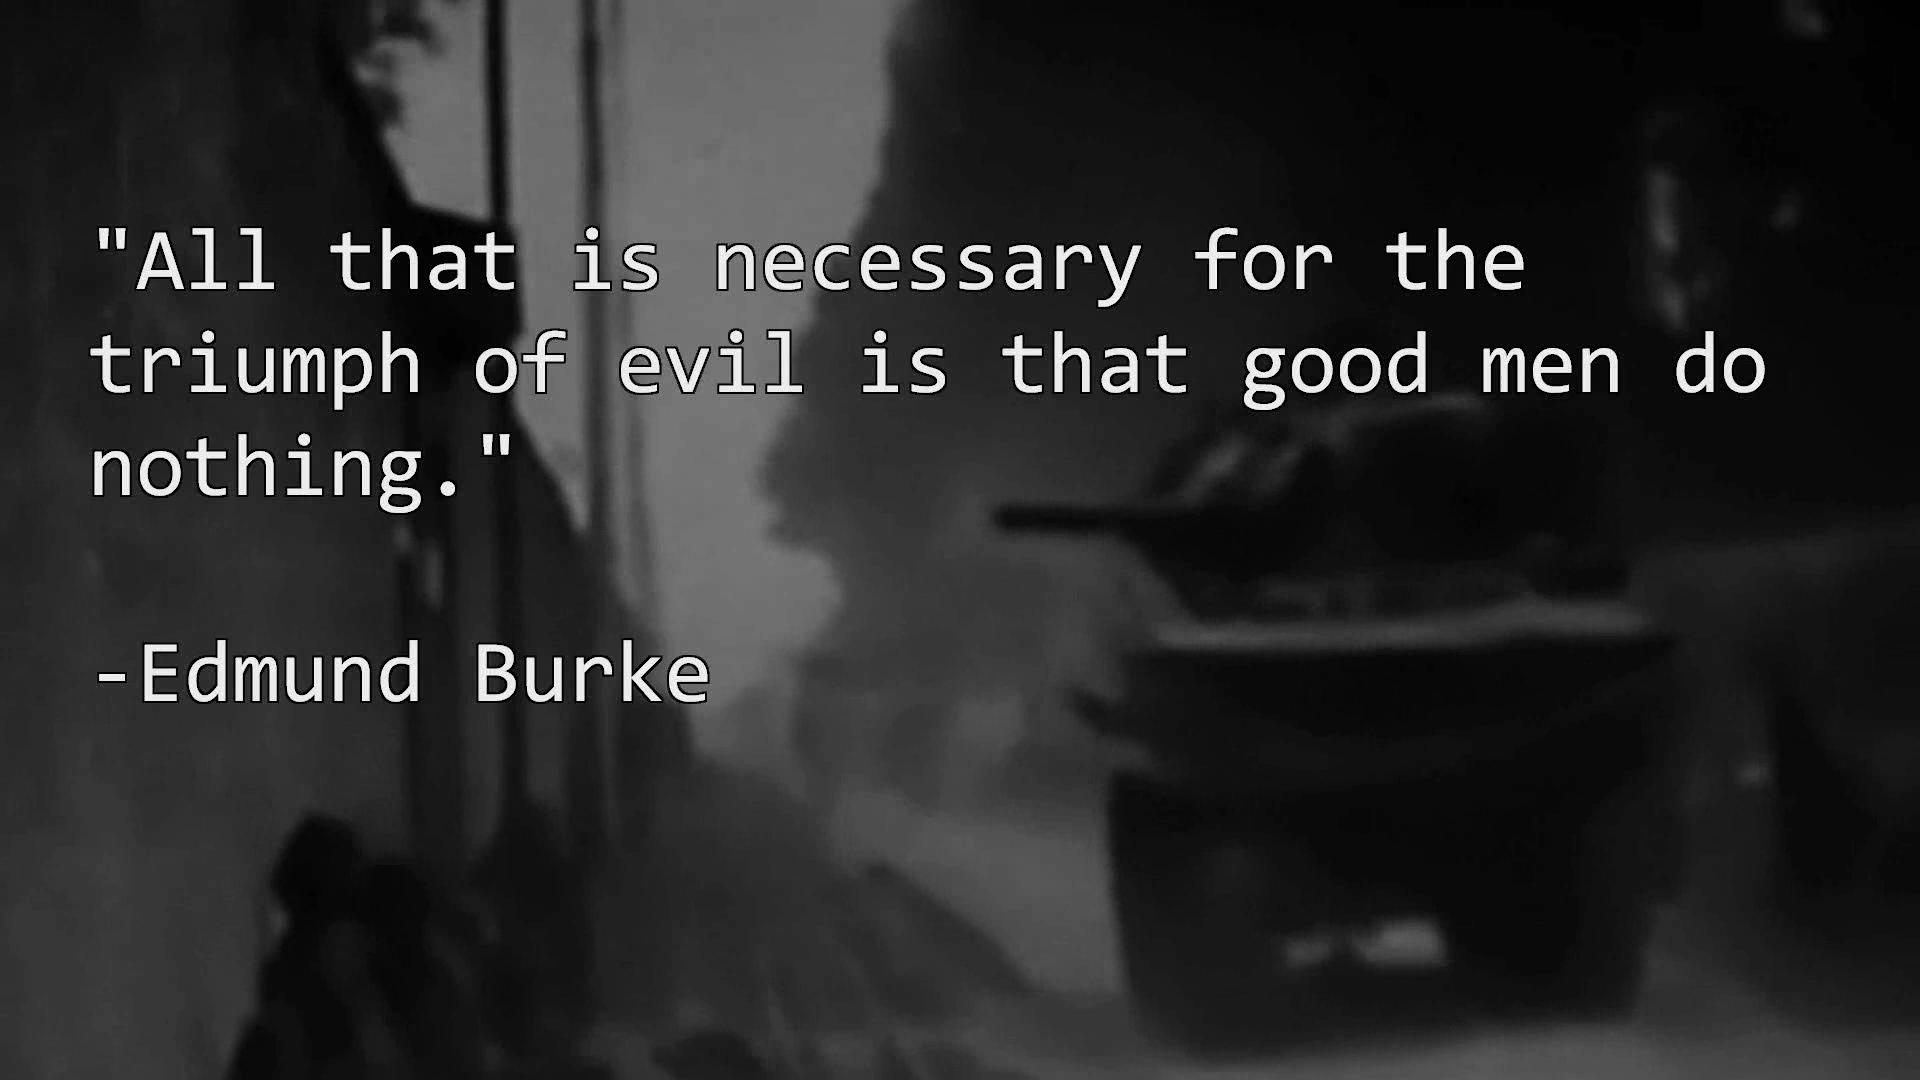 "All that is necessary for the
triumph of evil is that good men do
nothing."
-Edmund Burke